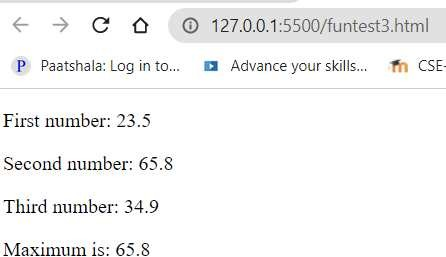 127.0.0.1:5500/funtest3.html
P Paatshala: Log in to... Advance your skills... CSE-
First number: 23.5
Second number: 65.8
Third number: 34.9
Maximum is: 65.8